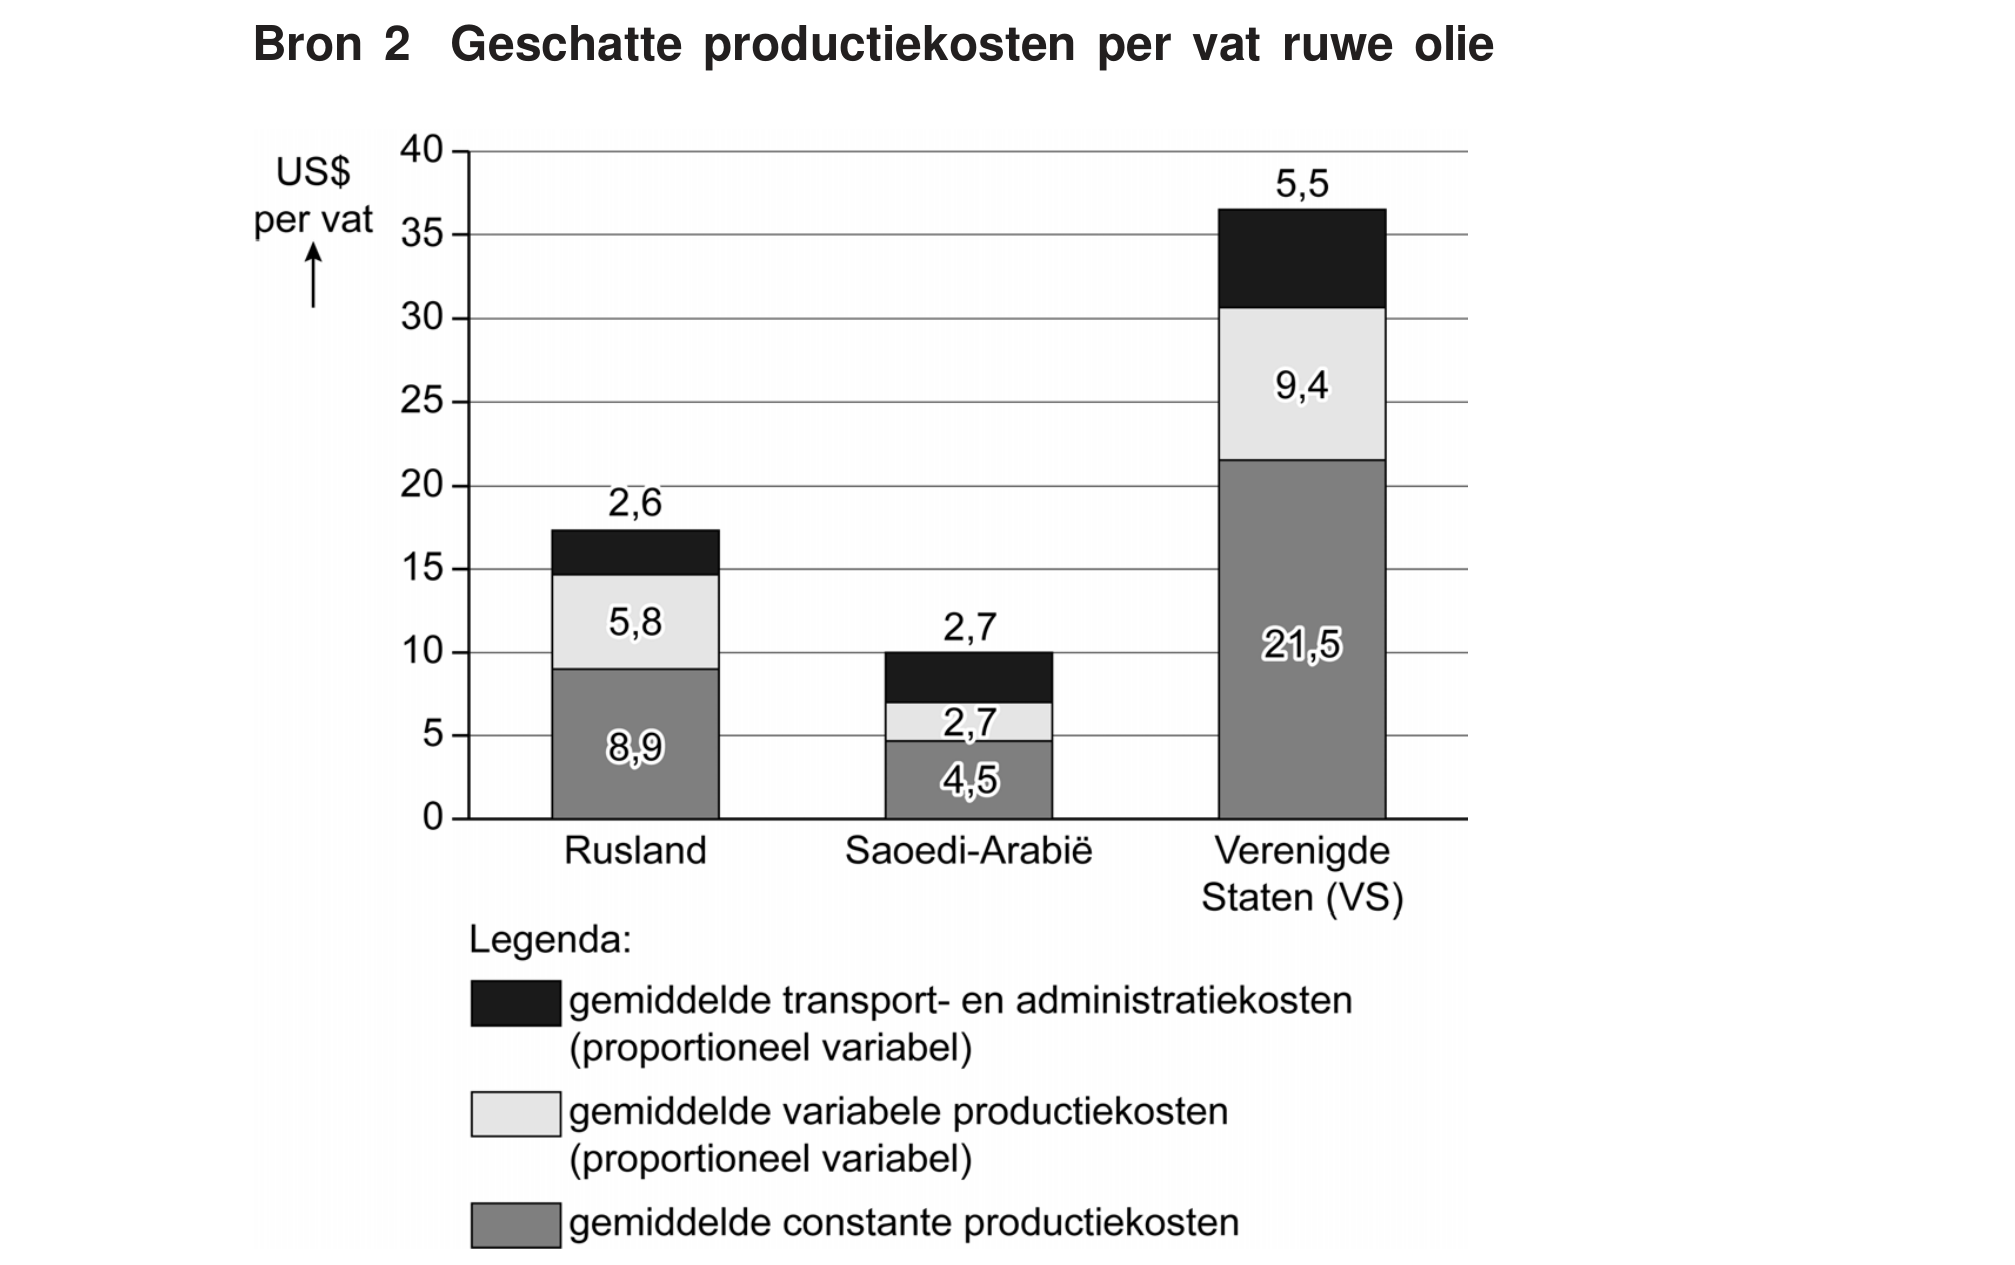 Bron 2 Geschatte productiekosten per vat ruwe olie
US$
per vat
40
35
30
25
20
15
10
5
0
2,6
5,8
8,9
2,7
2,7
4,5
5,5
9,4
21,5
Rusland
Saoedi-Arabië
Verenigde
Staten (VS)
Legenda:
gemiddelde transport- en administratiekosten
(proportioneel variabel)
gemiddelde variabele productiekosten
(proportioneel variabel)
gemiddelde constante productiekosten